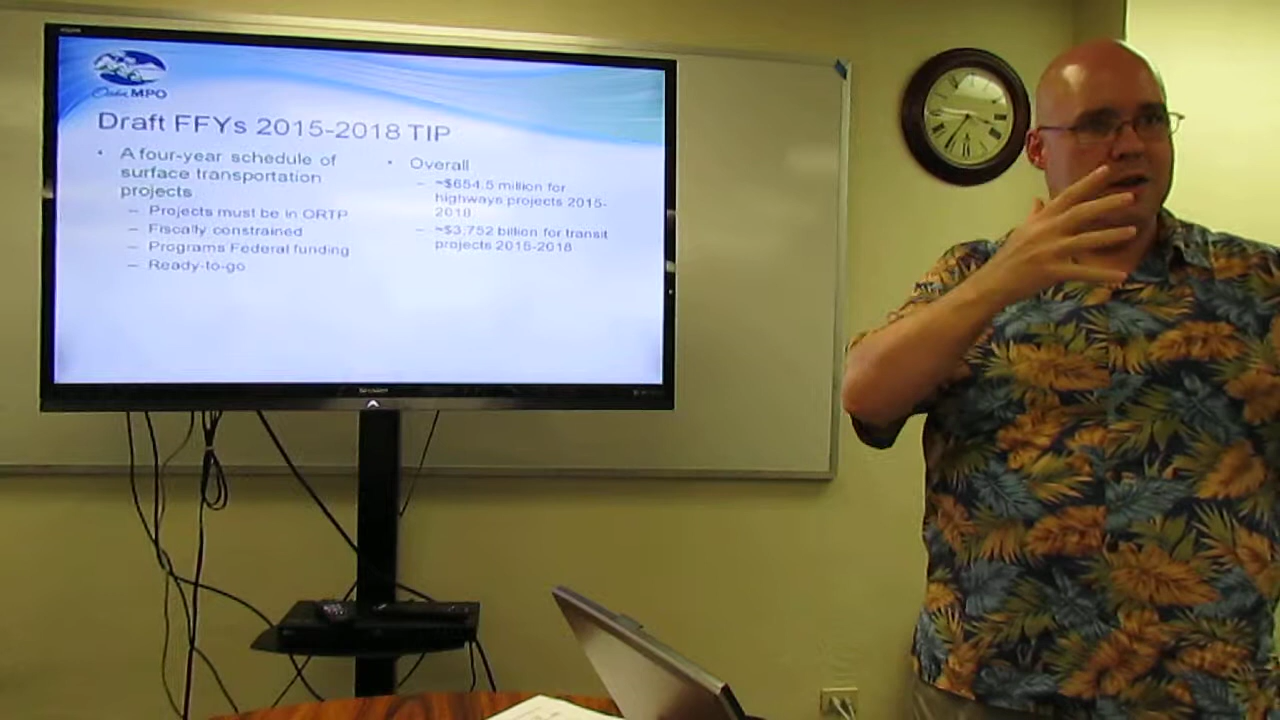 Oahu MPO
Draft FFYs 2015-2018 TIP
• A four-year schedule of
surface transportation
projects
– Projects must be in ORTP
– Fiscally constrained
– Programs Federal funding
– Ready-to-go
• Overall
– ~$654.5 million for
highways projects 2015-
2018
– ~$3,752 billion for transit
projects 2015-2018
SHARP